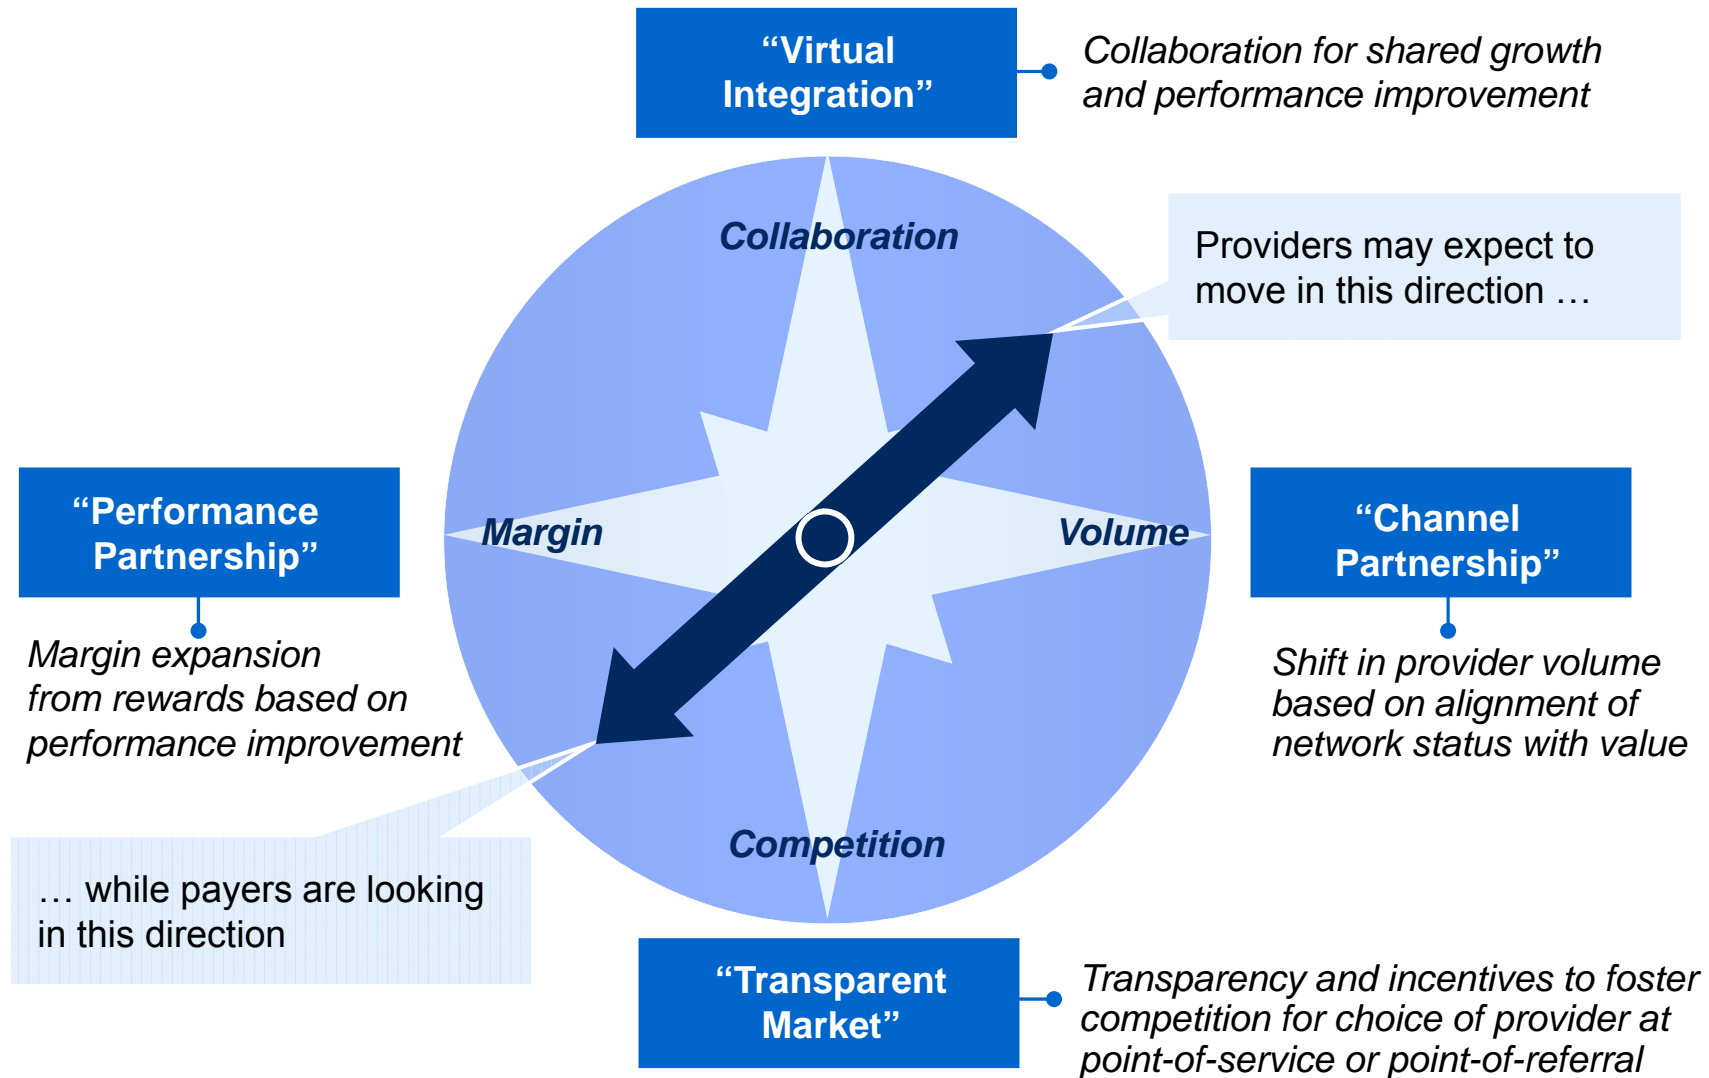 “Virtual
Integration”
Collaboration for shared growth
and performance improvement
Collaboration
Providers may expect to
move in this direction …
“Performance
Partnership”
Margin
Volume
“Channel
Partnership”
Margin expansion
from rewards based on
performance improvement
Shift in provider volume
based on alignment of
network status with value
Competition
… while payers are looking
in this direction
“Transparent
Market”
Transparency and incentives to foster
competition for choice of provider at
point-of-service or point-of-referral